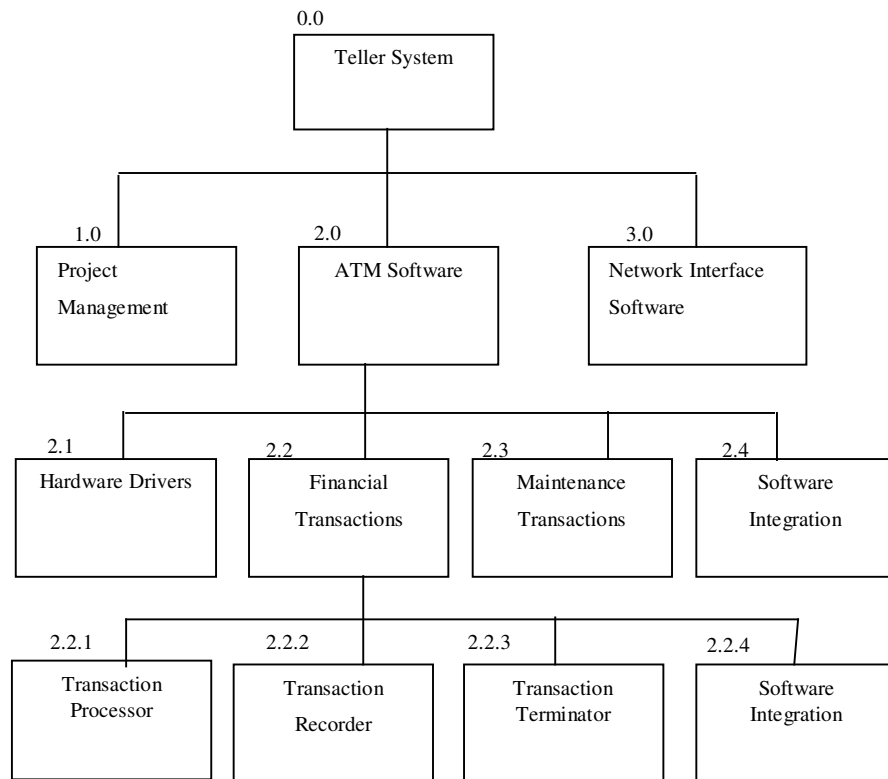 0.0
Teller System
1.0
Project
Management
2.0
ATM Software
3.0
Network Interface
Software
2.1
Hardware Drivers
2.2
Financial
Transactions
2.3
Maintenance
Transactions
2.4
Software
Integration
2.2.1
Transaction
Processor
2.2.2
Transaction
Recorder
2.2.3
Transaction
Terminator
2.2.4
Software
Integration